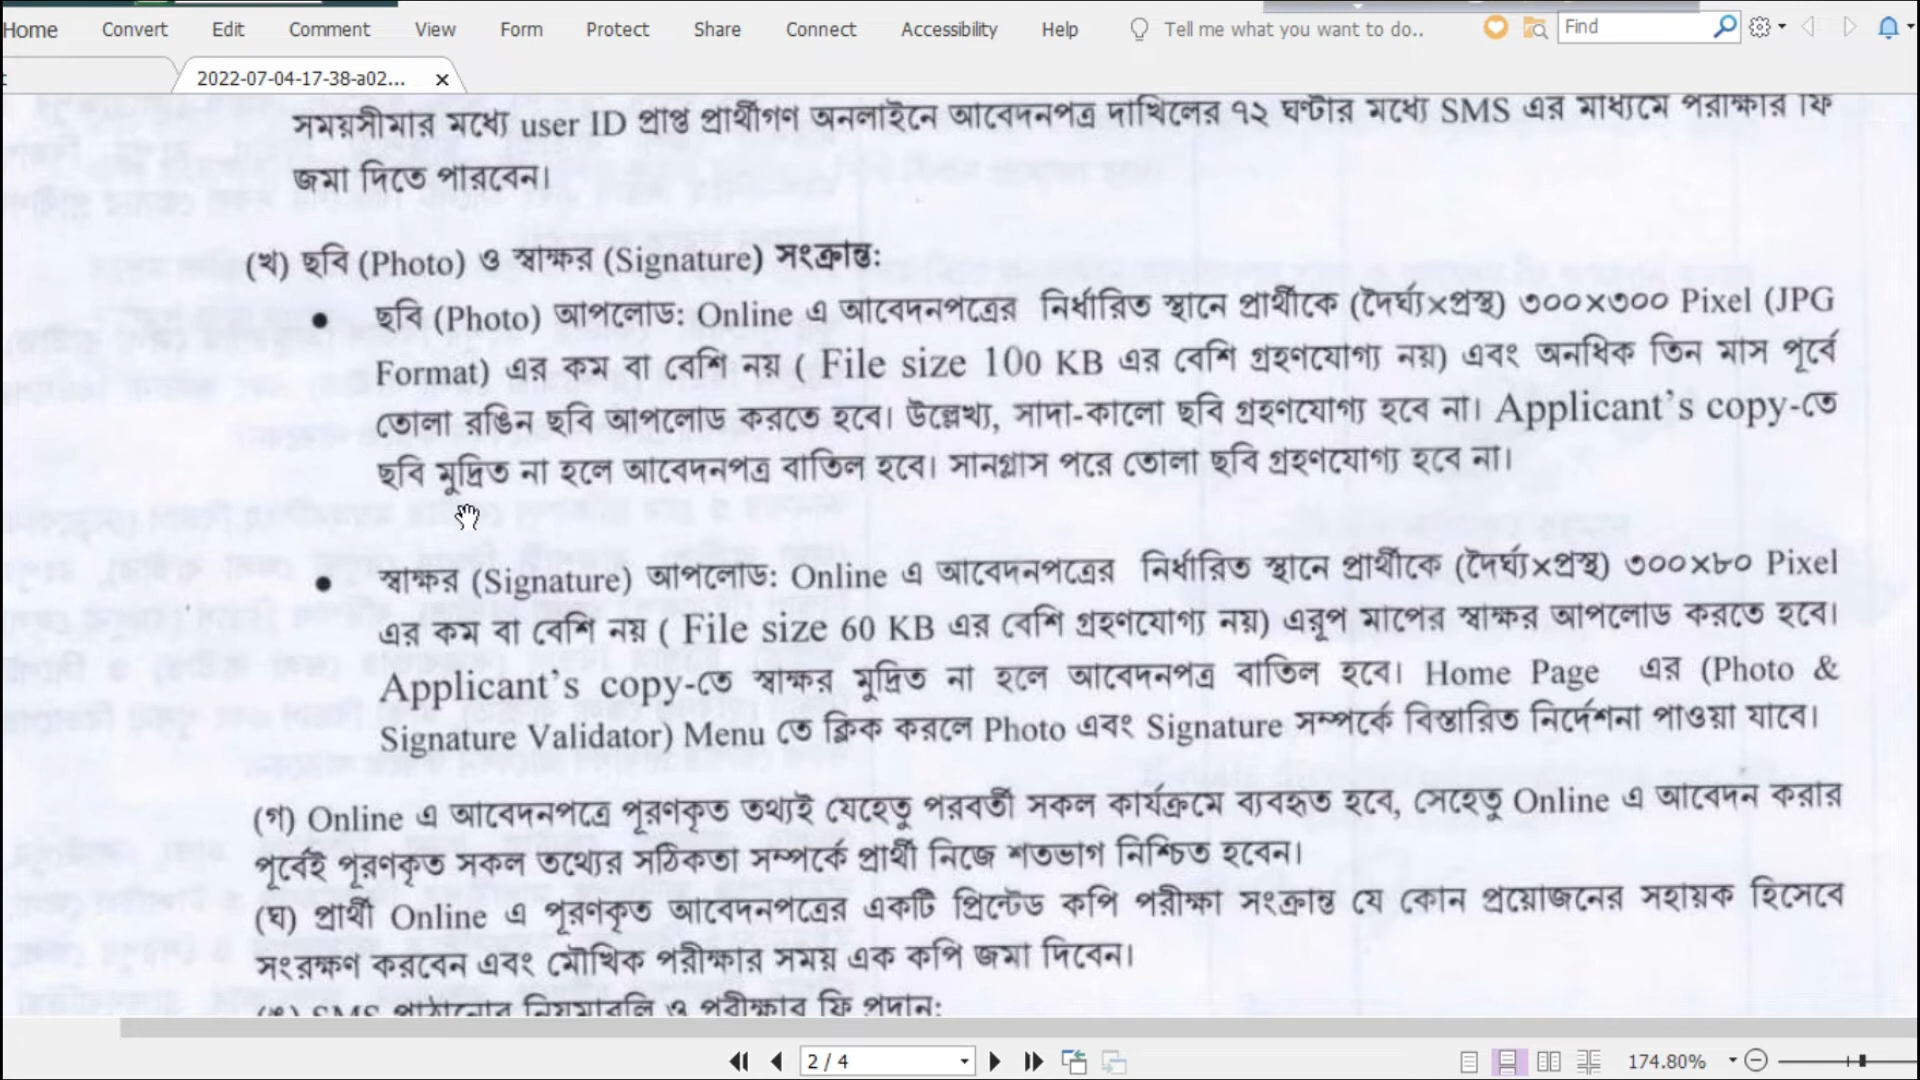 Home Convert Edit Comment View Form Protect Share Connect Accessibility Help Tell me what you want to do.. Find
2022-07-04-17-38-a02...
সময়সীমার মধ্যে user ID প্রাপ্ত প্রার্থীগণ অনলাইনে আবেদনপত্র দাখিলের ৭২ ঘণ্টার মধ্যে SMS এর মাধ্যমে পরীক্ষার ফি
জমা দিতে পারবেন।
(খ) ছবি (Photo) ও স্বাক্ষর (Signature) সংক্রান্ত:
● ছবি (Photo) আপলোড: Online এ আবেদনপত্রের নির্ধারিত স্থানে প্রার্থীকে (দৈর্ঘ্য×প্রস্থ) ৩০০×৩০০ Pixel (JPG
Format) এর কম বা বেশি নয় ( File size 100 KB এর বেশি গ্রহণযোগ্য নয়) এবং অনধিক তিন মাস পূর্বে
তোলা রঙিন ছবি আপলোড করতে হবে। উল্লেখ্য, সাদা-কালো ছবি গ্রহণযোগ্য হবে না। Applicant's copy-তে
ছবি মুদ্রিত না হলে আবেদনপত্র বাতিল হবে। সানগ্লাস পরে তোলা ছবি গ্রহণযোগ্য হবে না।
● স্বাক্ষর (Signature) আপলোড: Online এ আবেদনপত্রের নির্ধারিত স্থানে প্রার্থীকে (দৈর্ঘ্য×প্রস্থ) ৩০০×৮০ Pixel
এর কম বা বেশি নয় ( File size 60 KB এর বেশি গ্রহণযোগ্য নয়) এরূপ মাপের স্বাক্ষর আপলোড করতে হবে।
Applicant's copy-তে স্বাক্ষর মুদ্রিত না হলে আবেদনপত্র বাতিল হবে। Home Page এর (Photo &
Signature Validator) Menu তে ক্লিক করলে Photo এবং Signature সম্পর্কে বিস্তারিত নির্দেশনা পাওয়া যাবে।
(গ) Online এ আবেদনপত্রে পূরণকৃত তথ্যই যেহেতু পরবর্তী সকল কার্যক্রমে ব্যবহৃত হবে, সেহেতু Online এ আবেদন করার
পূর্বেই পূরণকৃত সকল তথ্যের সঠিকতা সম্পর্কে প্রার্থী নিজে শতভাগ নিশ্চিত হবেন।
(ঘ) প্রার্থী Online এ পূরণকৃত আবেদনপত্রের একটি প্রিন্টেড কপি পরীক্ষা সংক্রান্ত যে কোন প্রয়োজনের সহায়ক হিসেবে
সংরক্ষণ করবেন এবং মৌখিক পরীক্ষার সময় এক কপি জমা দিবেন।
(ঙ) SMS পাঠানোর নিয়মাবলি ও পরীক্ষার ফি প্রদান:
2 / 4 174.80%